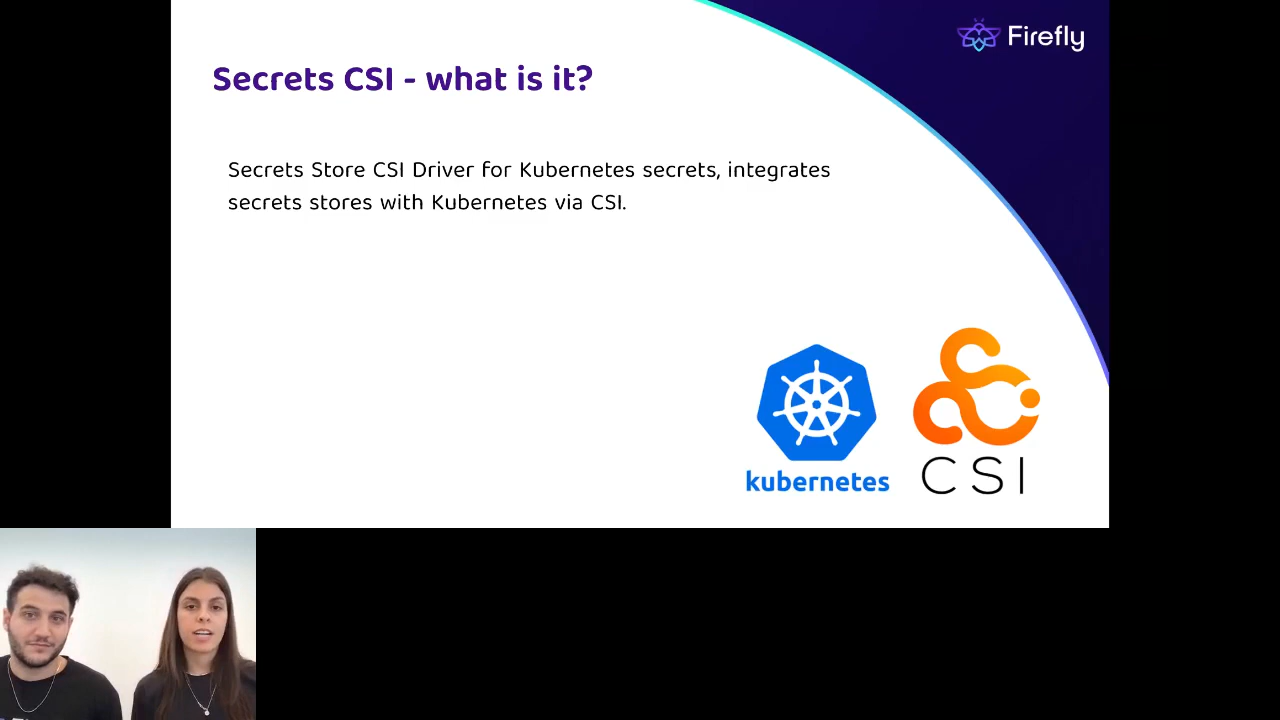 Firefly
Secrets CSI - what is it?
Secrets Store CSI Driver for Kubernetes secrets, integrates
secrets stores with Kubernetes via CSI.
kubernetes
CSI